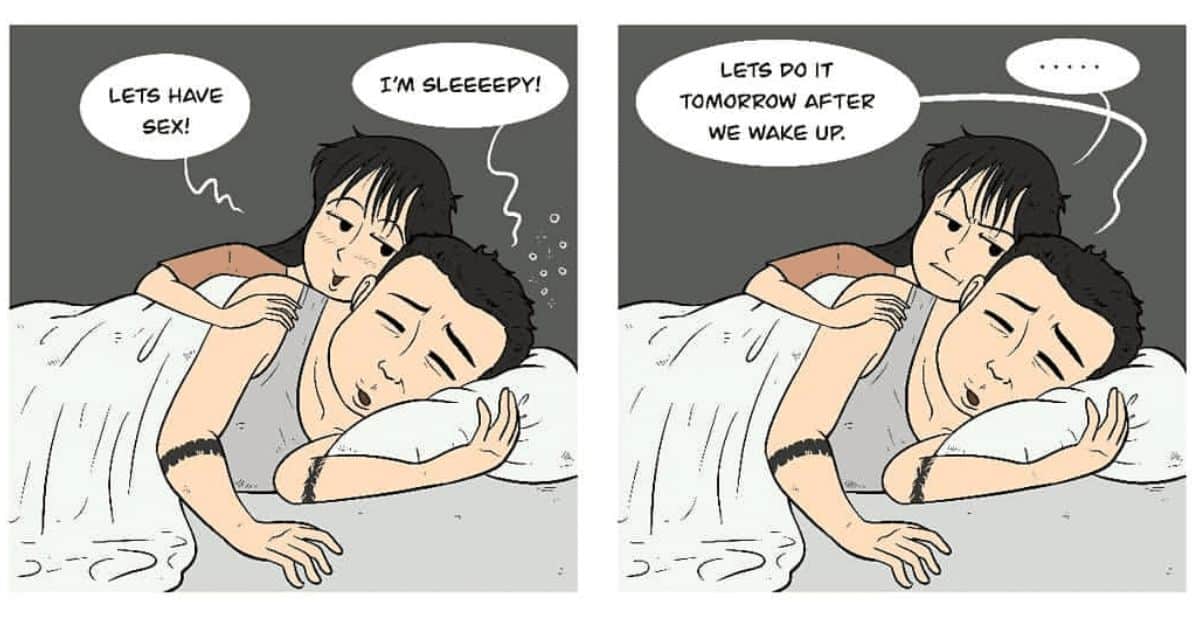 LETS HAVE
SEX!
I'M SLEEEEPY!
LETS DO IT
TOMORROW AFTER
WE WAKE UP.
.....